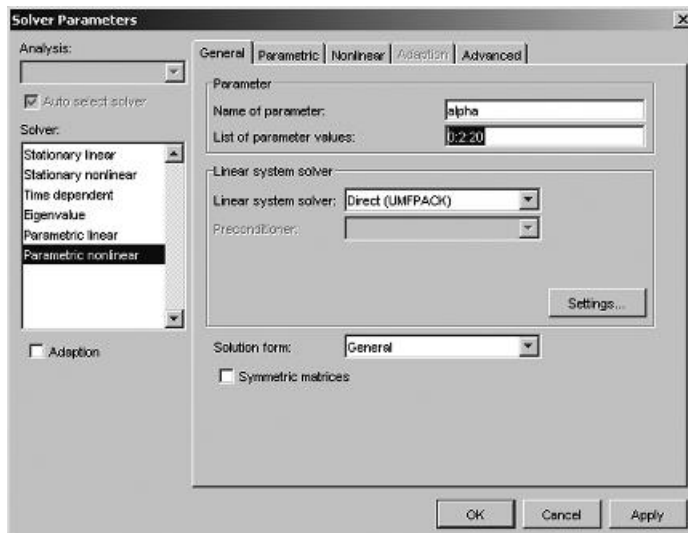 Solver Parameters
Analysis:
Auto select solver
Solver:
Stationary linear
Stationary nonlinear
Time dependent
Eigenvalue
Parametric linear
Parametric nonlinear
Adaption
General Parametric Nonlinear Adaption Advanced
Parameter
Name of parameter: alpha
List of parameter values: 0:2:20
Linear system solver
Linear system solver: Direct (UMFPACK)
Preconditioner:
Settings...
Solution form: General
Symmetric matrices
OK Cancel Apply